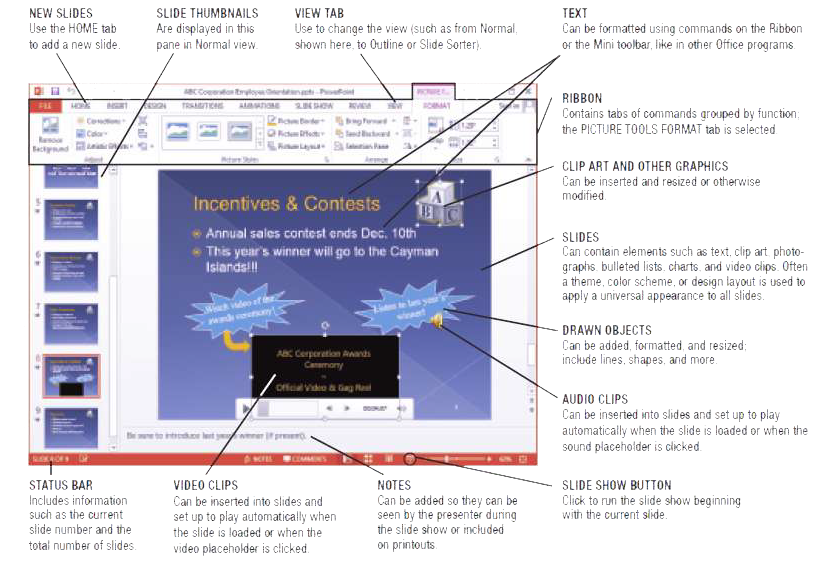 NEW SLIDES
Use the HOME tab
to add a new slide.
SLIDE THUMBNAILS
Are displayed in this
pane in Normal view.
VIEW TAB
Use to change the view (such as from Normal,
shown here, to Outline or Slide Sorter).
TEXT
Can be formatted using commands on the Ribbon
or the Mini toolbar, like in other Office programs.
ABC Corporation Employee Orientation.pptx - PowerPoint
PICTURE T...
FILE HOME INSERT DESIGN TRANSITIONS ANIMATIONS SLIDE SHOW REVIEW VIEW FORMAT Sign in
Remove
Background
Corrections
Color
Artistic Effects
Adjust
Picture Border
Picture Effects
Picture Layout
Picture Styles
Bring Forward
Send Backward
Selection Pane
Arrange
RIBBON
Contains tabs of commands grouped by function;
the PICTURE TOOLS FORMAT tab is selected.
CLIP ART AND OTHER GRAPHICS
Can be inserted and resized or otherwise
modified.
SLIDES
Can contain elements such as text, clip art, photo-
graphs, bulleted lists, charts, and video clips. Often
a theme, color scheme, or design layout is used to
apply a universal appearance to all slides.
DRAWN OBJECTS
Can be added, formatted, and resized;
include lines, shapes, and more.
AUDIO CLIPS
Can be inserted into slides and set up to play
automatically when the slide is loaded or when the
sound placeholder is clicked.
5
6
7
8
9
Incentives & Contests
A
B C
Annual sales contest ends Dec. 10th
This year's winner will go to the Cayman
Islands!!!
Watch video of the
awards ceremony!
Listen to last year's
winner!
ABC Corporation Awards
Ceremony
~
Official Video & Gag Reel
Be sure to introduce last years winner (if present).
SLIDE 8 OF 9
NOTES
COMMENTS
STATUS BAR
Includes information
such as the current
slide number and the
total number of slides.
VIDEO CLIPS
Can be inserted into slides and
set up to play automatically when
the slide is loaded or when the
video placeholder is clicked.
NOTES
Can be added so they can be
seen by the presenter during
the slide show or included
on printouts.
SLIDE SHOW BUTTON
Click to run the slide show beginning
with the current slide.